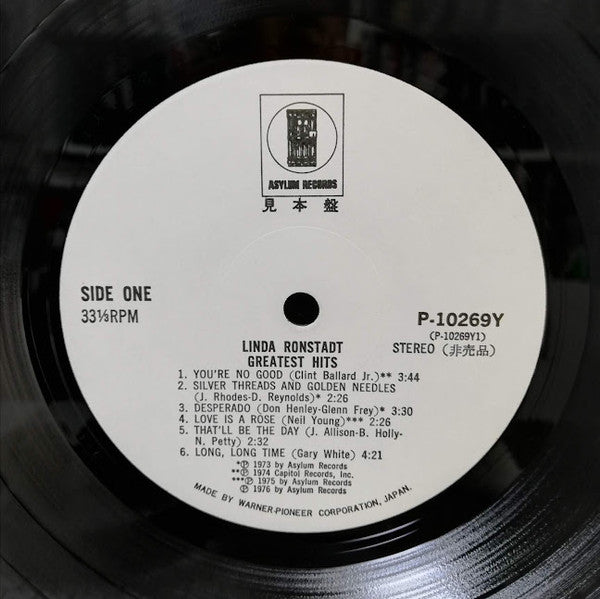 ASYLUM RECORDS
見本盤
SIDE ONE
33⅓RPM
P-10269Y
(P-10269Y1)
STEREO (非売品)
LINDA RONSTADT
GREATEST HITS
1. YOU'RE NO GOOD (Clint Ballard Jr.)** 3:44
2. SILVER THREADS AND GOLDEN NEEDLES
(J. Rhodes-D. Reynolds)* 2:26
3. DESPERADO (Don Henley-Glenn Frey)* 3:30
4. LOVE IS A ROSE (Neil Young)*** 2:26
5. THAT'LL BE THE DAY (J. Allison-B. Holly-
N. Petty) 2:32
6. LONG, LONG TIME (Gary White) 4:21
*Ⓟ 1973 by Asylum Records
**Ⓟ 1974 Capitol Records, Inc.
***Ⓟ 1975 by Asylum Records
Ⓟ 1976 by Asylum Records
MADE BY WARNER-PIONEER CORPORATION, JAPAN.